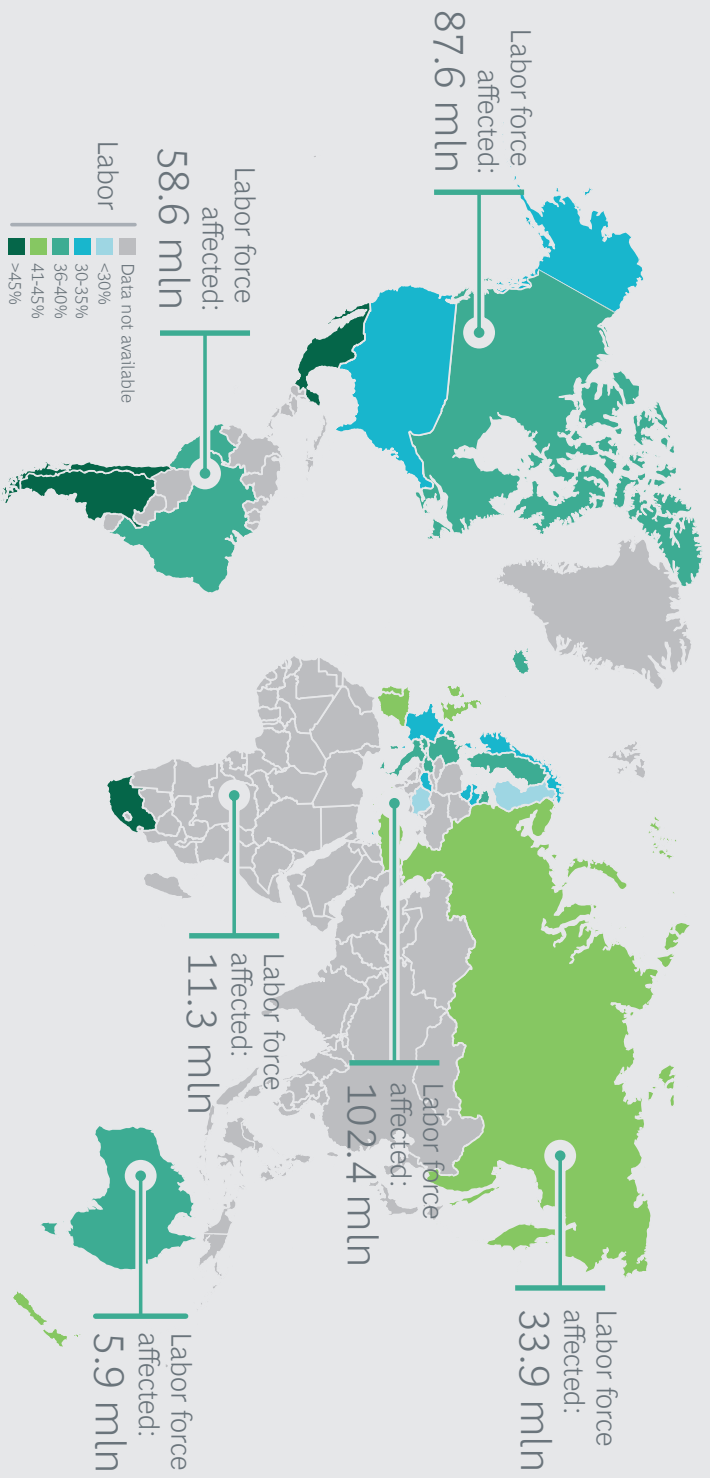 Labor force
affected:
87.6 mln
Labor force
affected:
58.6 mln
Labor
Data not available
<30%
30-35%
36-40%
41-45%
>45%
Labor force
affected:
11.3 mln
Labor force
affected:
102.4 mln
Labor force
affected:
33.9 mln
Labor force
affected:
5.9 mln